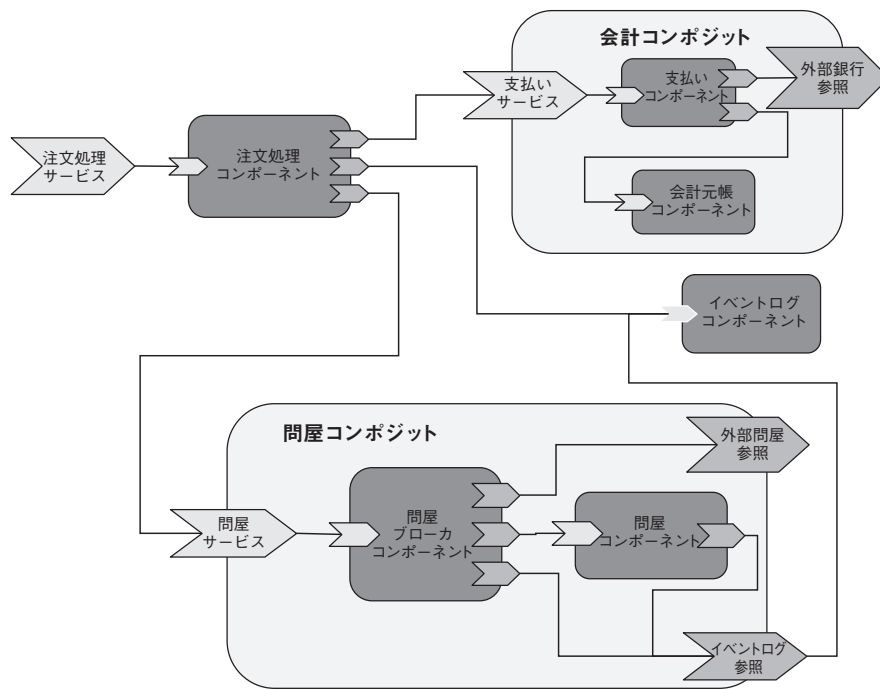 会計コンポジット
支払い
サービス
支払い
コンポーネント
外部銀行
参照
注文処理
サービス
注文処理
コンポーネント
会計元帳
コンポーネント
イベントログ
コンポーネント
問屋コンポジット
外部問屋
参照
問屋
サービス
問屋
ブローカ
コンポーネント
問屋
コンポーネント
イベントログ
参照